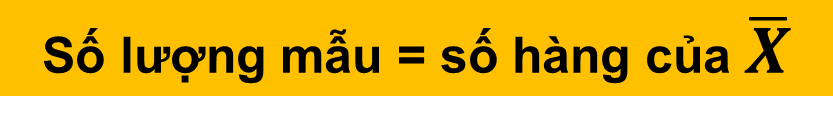 Số lượng mẫu = số hàng của X̅